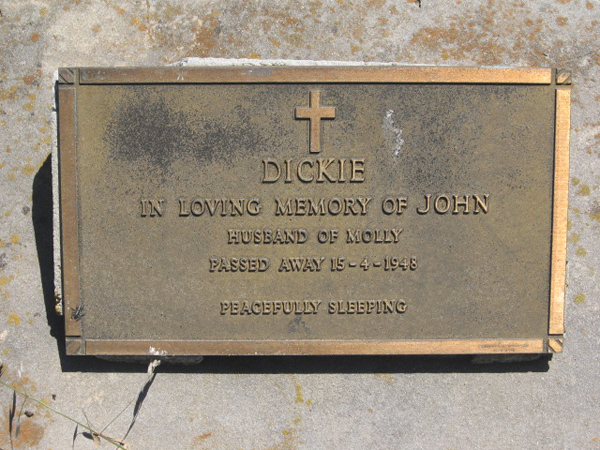 DICKIE
IN LOVING MEMORY OF JOHN
HUSBAND OF MOLLY
PASSED AWAY 15-4-1948
PEACEFULLY SLEEPING